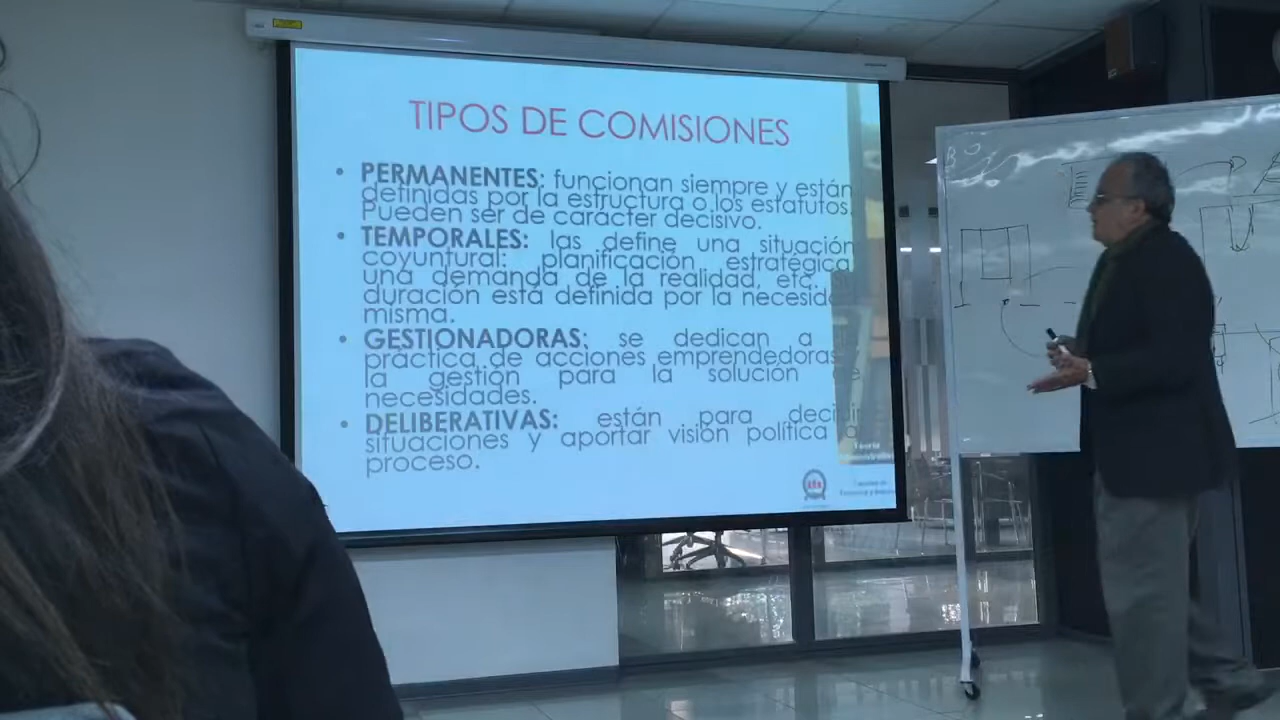 TIPOS DE COMISIONES
• PERMANENTES: funcionan siempre y están
definidas por la estructura o los estatutos.
Pueden ser de carácter decisivo.
• TEMPORALES: las define una situación
coyuntural: planificación estratégica,
una demanda de la realidad, etc.
duración está definida por la
misma.
• GESTIONADORAS: se dedican a
práctica de acciones emprendedoras
la gestión para la solución
necesidades.
• DELIBERATIVAS: están para decidir
situaciones y aportar visión política
proceso.